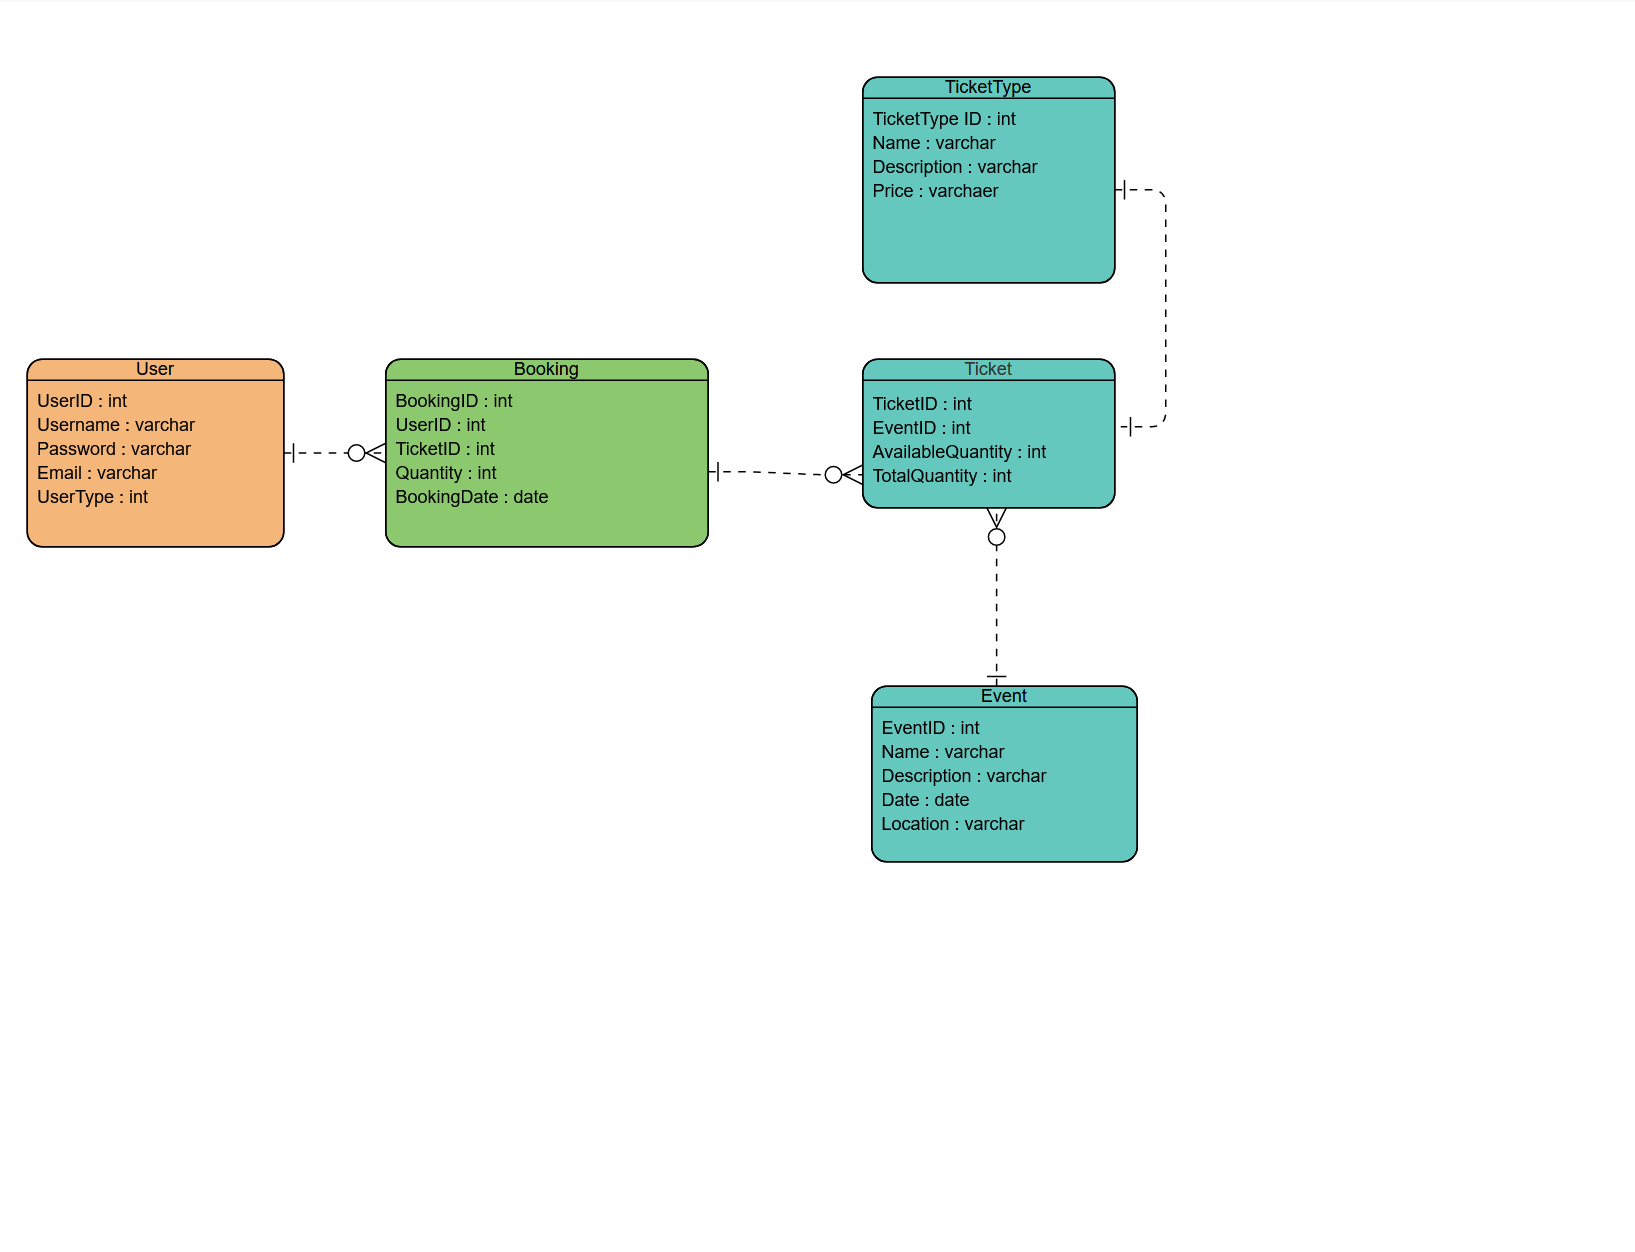 TicketType
TicketType ID : int
Name : varchar
Description : varchar
Price : varchaer
User
UserID : int
Username : varchar
Password : varchar
Email : varchar
UserType : int
Booking
BookingID : int
UserID : int
TicketID : int
Quantity : int
BookingDate : date
Ticket
TicketID : int
EventID : int
AvailableQuantity : int
TotalQuantity : int
Event
EventID : int
Name : varchar
Description : varchar
Date : date
Location : varchar